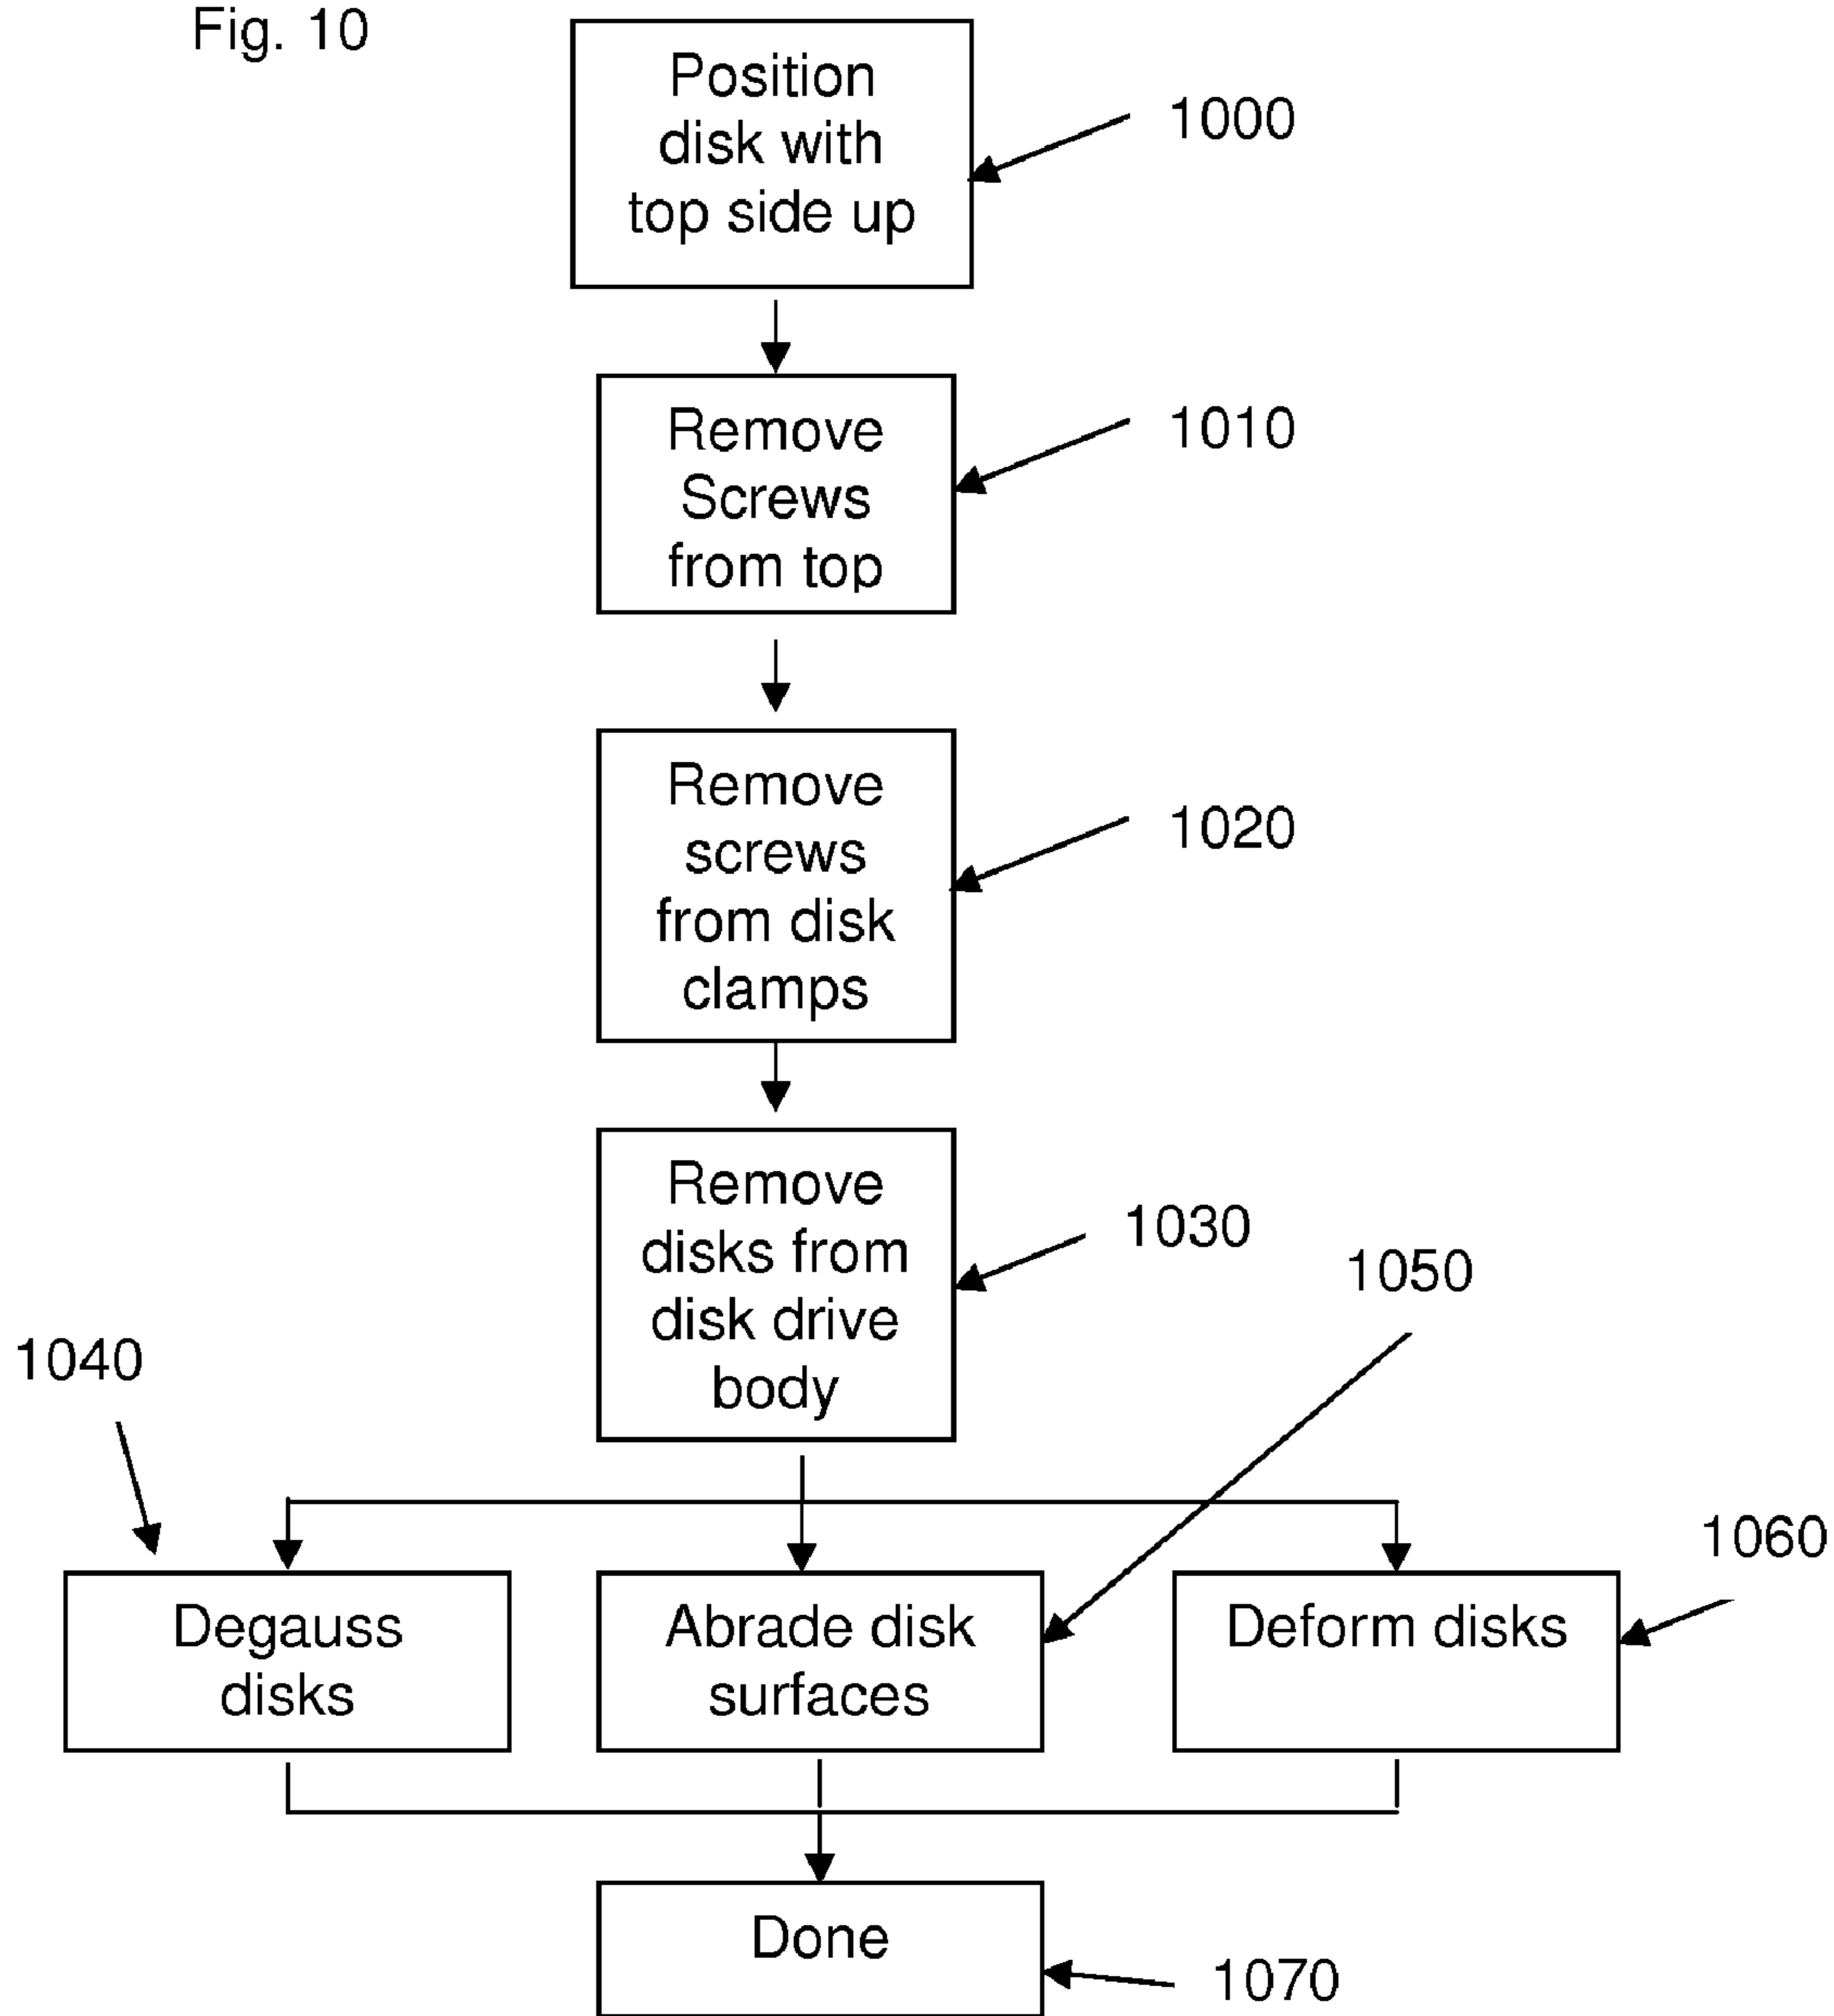 Fig. 10
Position
disk with
top side up
1000
Remove
Screws
from top
1010
Remove
screws
from disk
clamps
1020
Remove
disks from
disk drive
body
1030
1050
1040
1060
Degauss
disks
Abrade disk
surfaces
Deform disks
Done
1070